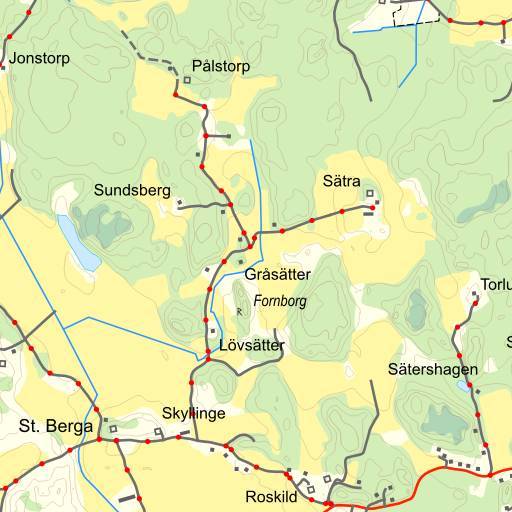 Jonstorp
Pålstorp
Sundsberg
Sätra
Gråsätter
Fornborg
Torlu
Lövsätter
S
Sätershagen
Skyllinge
St. Berga
Roskild
R